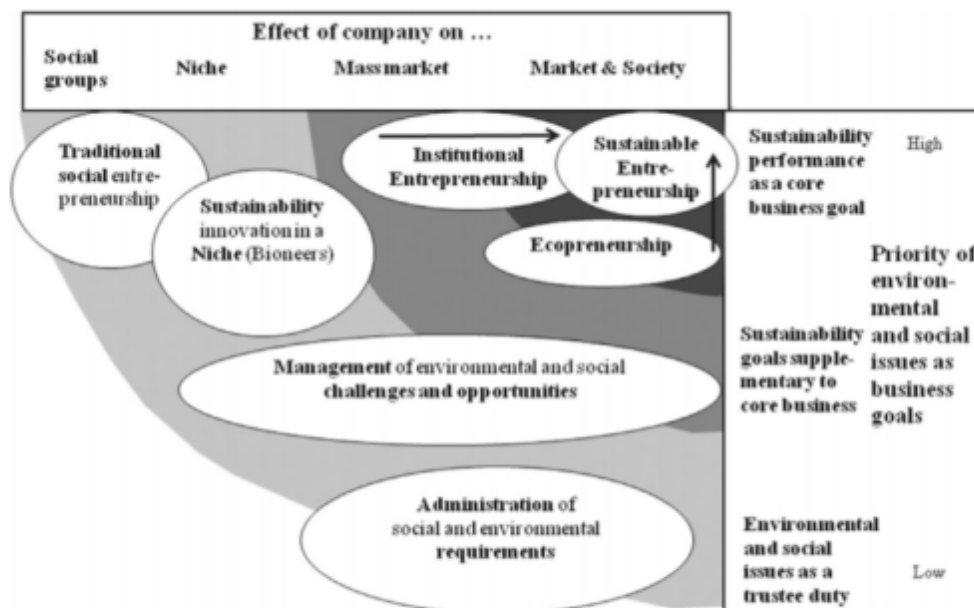 Effect of company on ...
Social
groups
Niche
Massmarket
Market & Society
Traditional
social entre-
preneurship
Sustainability
innovation in a
Niche (Bioneers)
Institutional
Entrepreneurship
Sustainable
Entre-
preneurship
Ecopreneurship
Management of environmental and social
challenges and opportunities
Administration of
social and environmental
requirements
Sustainability
performance
as a core
business goal
High
Priority of
environ-
mental
and social
issues as
business
goals
Sustainability
goals supple-
mentary to
core business
Environmental
and social
issues as a
trustee duty
Low